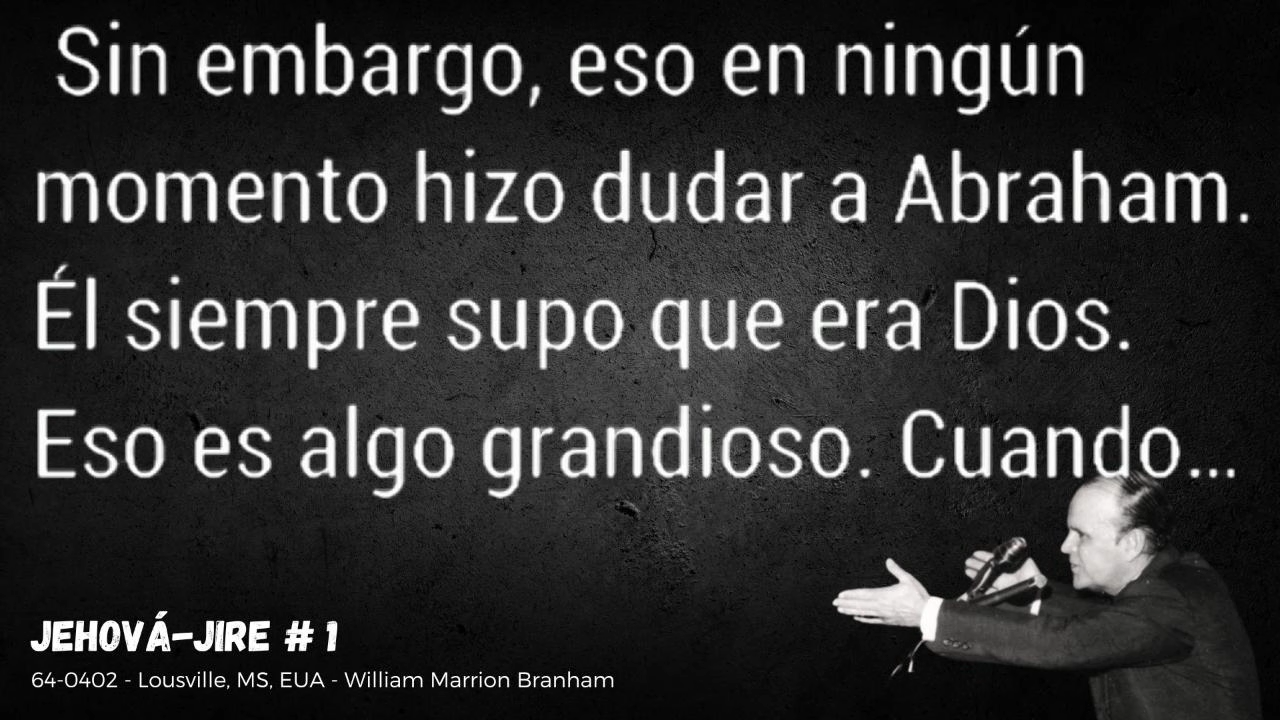 Sin embargo, eso en ningún
momento hizo dudar a Abraham.
Él siempre supo que era Dios.
Eso es algo grandioso. Cuando...
JEHOVÁ-JIRE # 1
64-0402 - Lousville, MS, EUA - William Marrion Branham